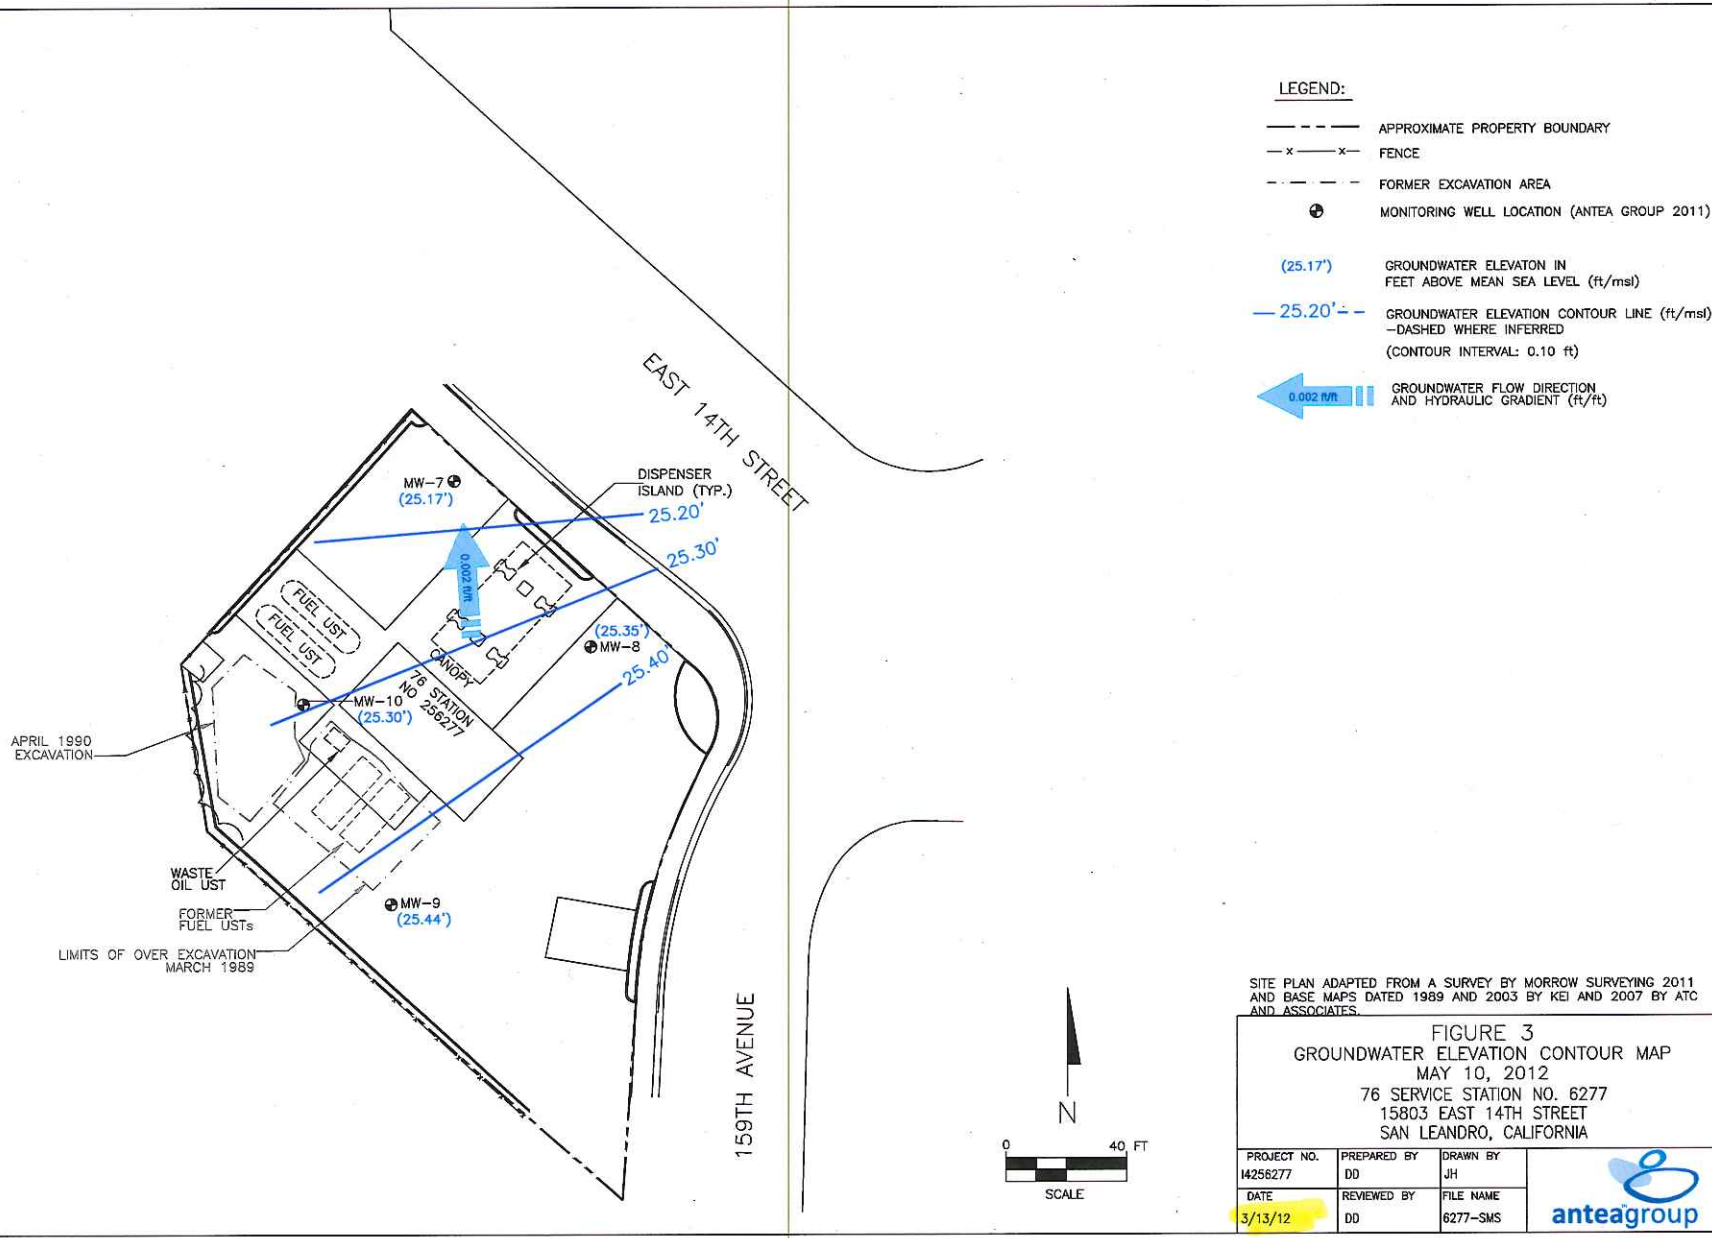 LEGEND:
APPROXIMATE PROPERTY BOUNDARY
—x——x— FENCE
FORMER EXCAVATION AREA
MONITORING WELL LOCATION (ANTEA GROUP 2011)
(25.17') GROUNDWATER ELEVATON IN
FEET ABOVE MEAN SEA LEVEL (ft/msl)
25.20' GROUNDWATER ELEVATION CONTOUR LINE (ft/msl)
-DASHED WHERE INFERRED
(CONTOUR INTERVAL: 0.10 ft)
0.002 ft/ft GROUNDWATER FLOW DIRECTION
AND HYDRAULIC GRADIENT (ft/ft)
EAST 14TH STREET
MW-7
(25.17')
DISPENSER
ISLAND (TYP.)
25.20'
25.30'
0.002 ft/ft
FUEL UST
FUEL UST
(25.35')
MW-8
25.40'
CANOPY
76 STATION
NO 256277
MW-10
(25.30')
APRIL 1990
EXCAVATION
WASTE
OIL UST
FORMER
FUEL USTs
MW-9
(25.44')
LIMITS OF OVER EXCAVATION
MARCH 1989
159TH AVENUE
N
0 40 FT
SCALE
SITE PLAN ADAPTED FROM A SURVEY BY MORROW SURVEYING 2011
AND BASE MAPS DATED 1989 AND 2003 BY KEI AND 2007 BY ATC
AND ASSOCIATES.
FIGURE 3
GROUNDWATER ELEVATION CONTOUR MAP
MAY 10, 2012
76 SERVICE STATION NO. 6277
15803 EAST 14TH STREET
SAN LEANDRO, CALIFORNIA
PROJECT NO. PREPARED BY DRAWN BY
I4256277 DD JH
DATE REVIEWED BY FILE NAME
3/13/12 DD 6277-SMS
anteagroup